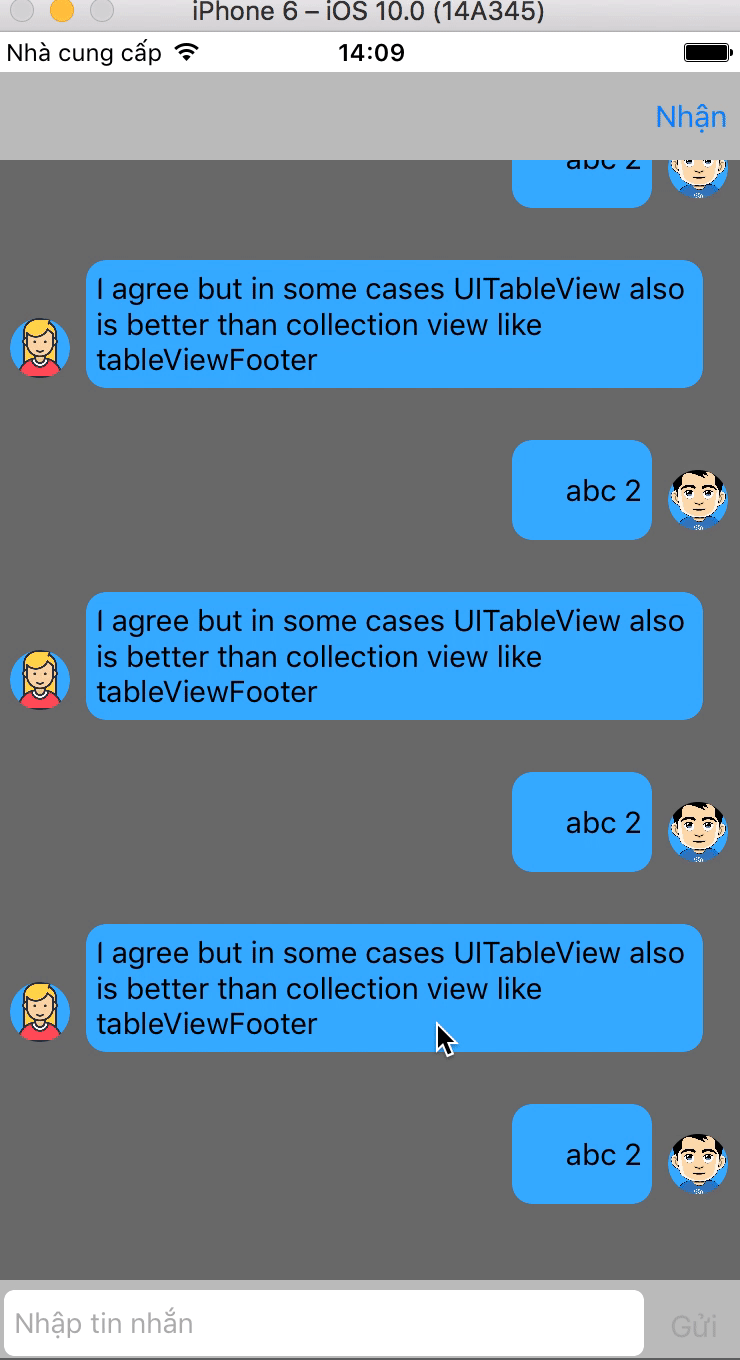 iPhone 6 – iOS 10.0 (14A345)
Nhà cung cấp 14:09
Nhận
abc 2
I agree but in some cases UITableView also
is better than collection view like
tableViewFooter
abc 2
I agree but in some cases UITableView also
is better than collection view like
tableViewFooter
abc 2
I agree but in some cases UITableView also
is better than collection view like
tableViewFooter
abc 2
Nhập tin nhắn Gửi